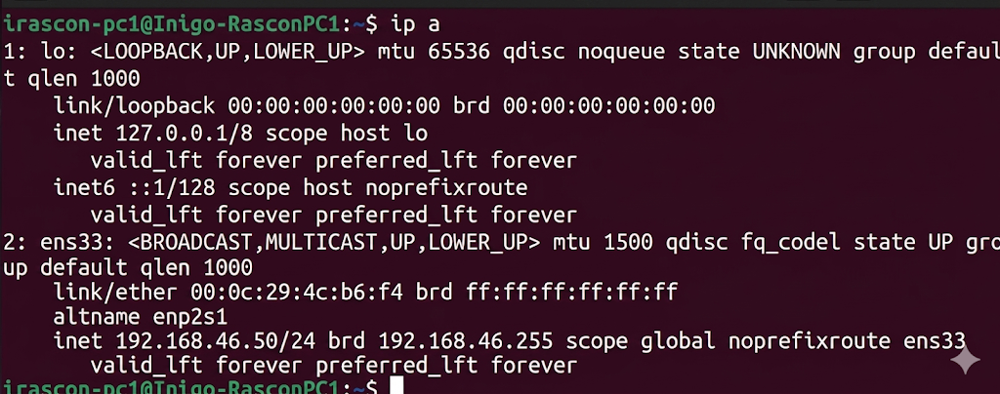 irascon-pc1@Inigo-RasconPC1:~$ ip a
1: lo: <LOOPBACK,UP,LOWER_UP> mtu 65536 qdisc noqueue state UNKNOWN group defaul
t qlen 1000
    link/loopback 00:00:00:00:00:00 brd 00:00:00:00:00:00
    inet 127.0.0.1/8 scope host lo
       valid_lft forever preferred_lft forever
    inet6 ::1/128 scope host noprefixroute
       valid_lft forever preferred_lft forever
2: ens33: <BROADCAST,MULTICAST,UP,LOWER_UP> mtu 1500 qdisc fq_codel state UP gro
up default qlen 1000
    link/ether 00:0c:29:4c:b6:f4 brd ff:ff:ff:ff:ff:ff
    altname enp2s1
    inet 192.168.46.50/24 brd 192.168.46.255 scope global noprefixroute ens33
       valid_lft forever preferred_lft forever
irascon-pc1@Inigo-RasconPC1:~$